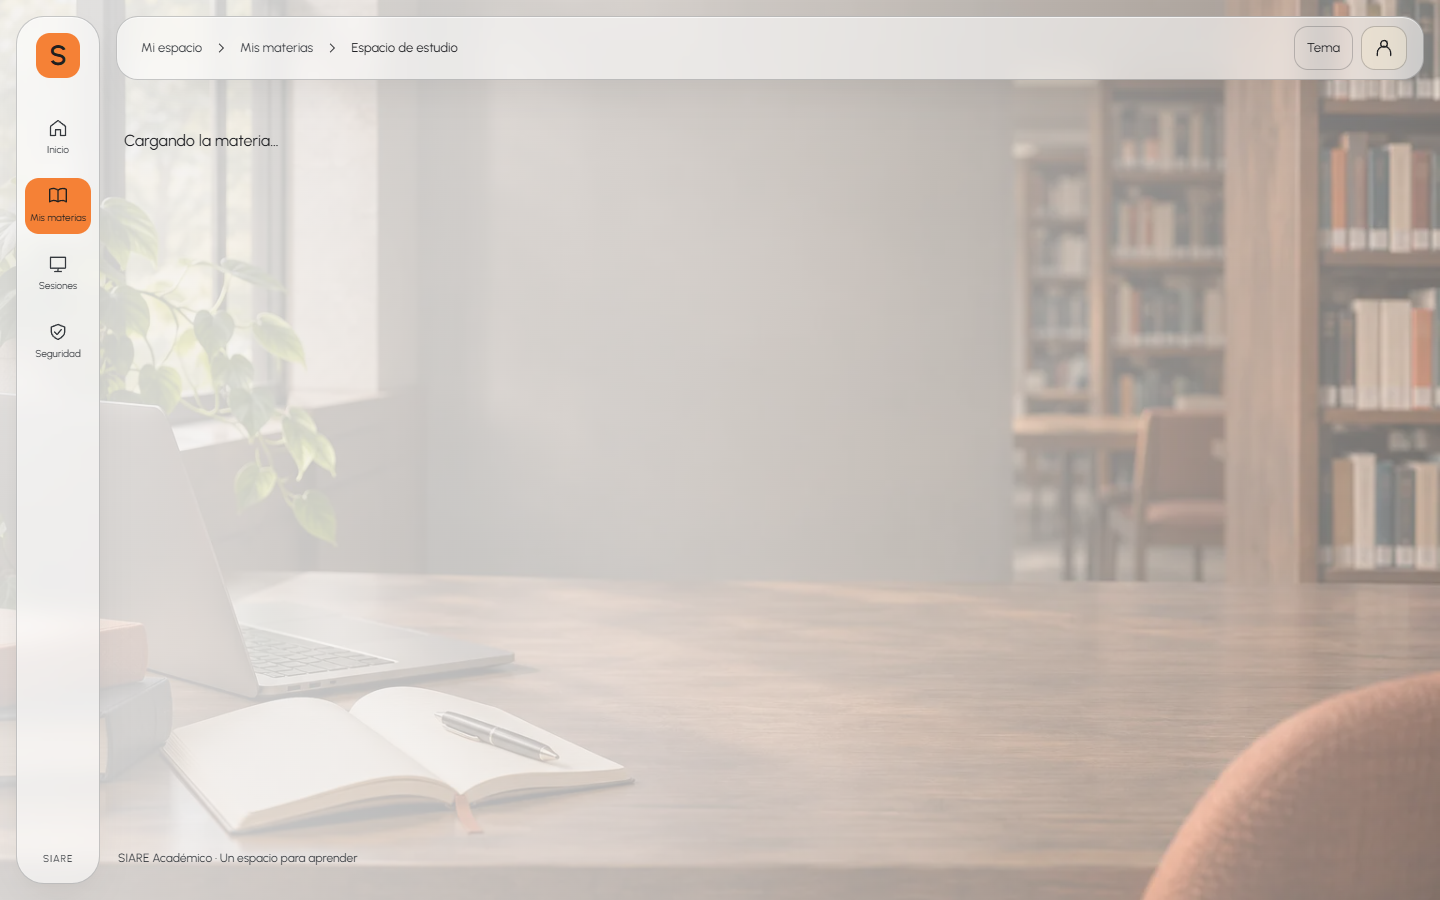 S
Mi espacio > Mis materias > Espacio de estudio
Tema
Cargando la materia...
Inicio
Mis materias
Sesiones
Seguridad
SIARE
SIARE Académico · Un espacio para aprender